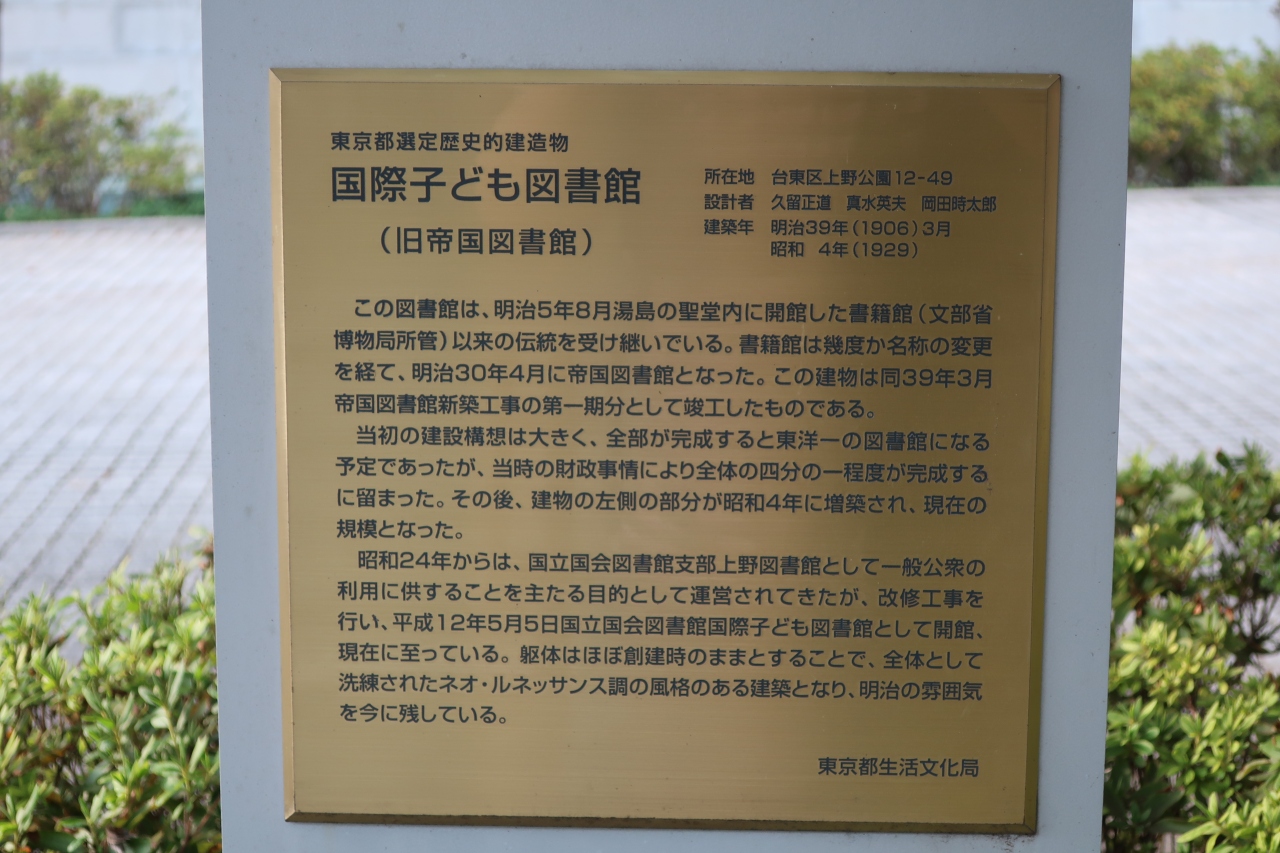 東京都選定歴史的建造物
国際子ども図書館
（旧帝国図書館）
所在地　台東区上野公園12-49
設計者　久留正道　真水英夫　岡田時太郎
建築年　明治39年（1906）3月
昭和　4年（1929）
この図書館は、明治5年8月湯島の聖堂内に開館した書籍館（文部省
博物局所管）以来の伝統を受け継いでいる。書籍館は幾度か名称の変更
を経て、明治30年4月に帝国図書館となった。この建物は同39年3月
帝国図書館新築工事の第一期分として竣工したものである。
当初の建設構想は大きく、全部が完成すると東洋一の図書館になる
予定であったが、当時の財政事情により全体の四分の一程度が完成する
に留まった。その後、建物の左側の部分が昭和4年に増築され、現在の
規模となった。
昭和24年からは、国立国会図書館支部上野図書館として一般公衆の
利用に供することを主たる目的として運営されてきたが、改修工事を
行い、平成12年5月5日国立国会図書館国際子ども図書館として開館、
現在に至っている。躯体はほぼ創建時のままとすることで、全体として
洗練されたネオ・ルネッサンス調の風格のある建築となり、明治の雰囲気
を今に残している。
東京都生活文化局